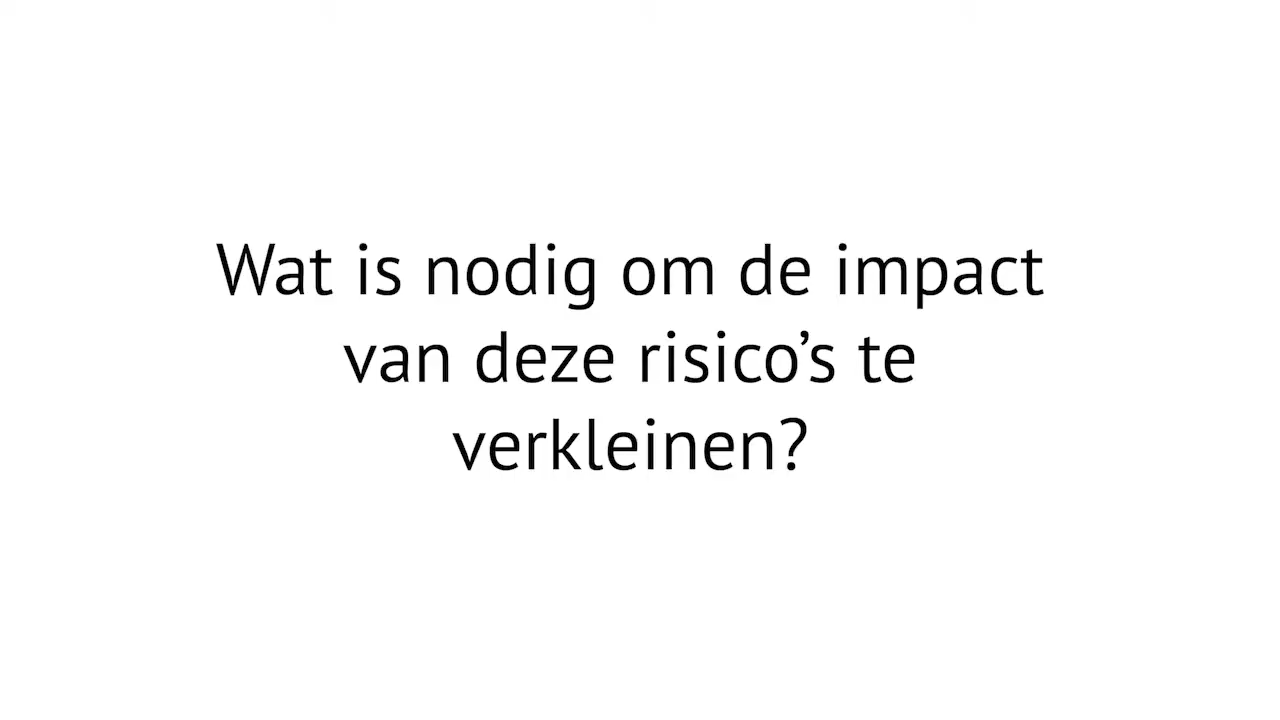 Wat is nodig om de impact
van deze risico’s te
verkleinen?